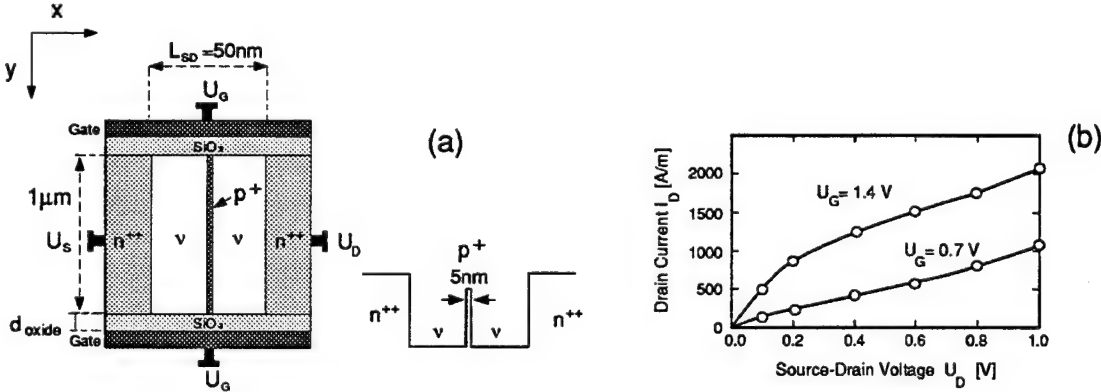 x
y
L_SD =50nm
U_G
Gate
SiO₂
(a)
1μm
p⁺
U_S
n⁺⁺
ν
ν
n⁺⁺
U_D
d_oxide
SiO₂
Gate
U_G
p⁺
5nm
n⁺⁺
ν
ν
n⁺⁺
(b)
Drain Current I_D [A/m]
2000
1500
1000
500
0
U_G= 1.4 V
U_G= 0.7 V
0.0 0.2 0.4 0.6 0.8 1.0
Source-Drain Voltage U_D [V]